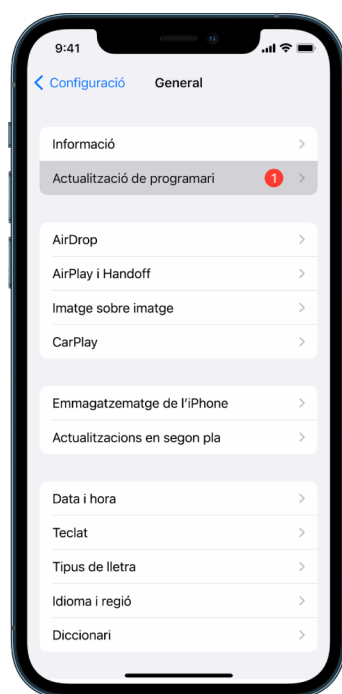 9:41
Configuració General
Informació
Actualització de programari 1
AirDrop
AirPlay i Handoff
Imatge sobre imatge
CarPlay
Emmagatzematge de l'iPhone
Actualitzacions en segon pla
Data i hora
Teclat
Tipus de lletra
Idioma i regió
Diccionari